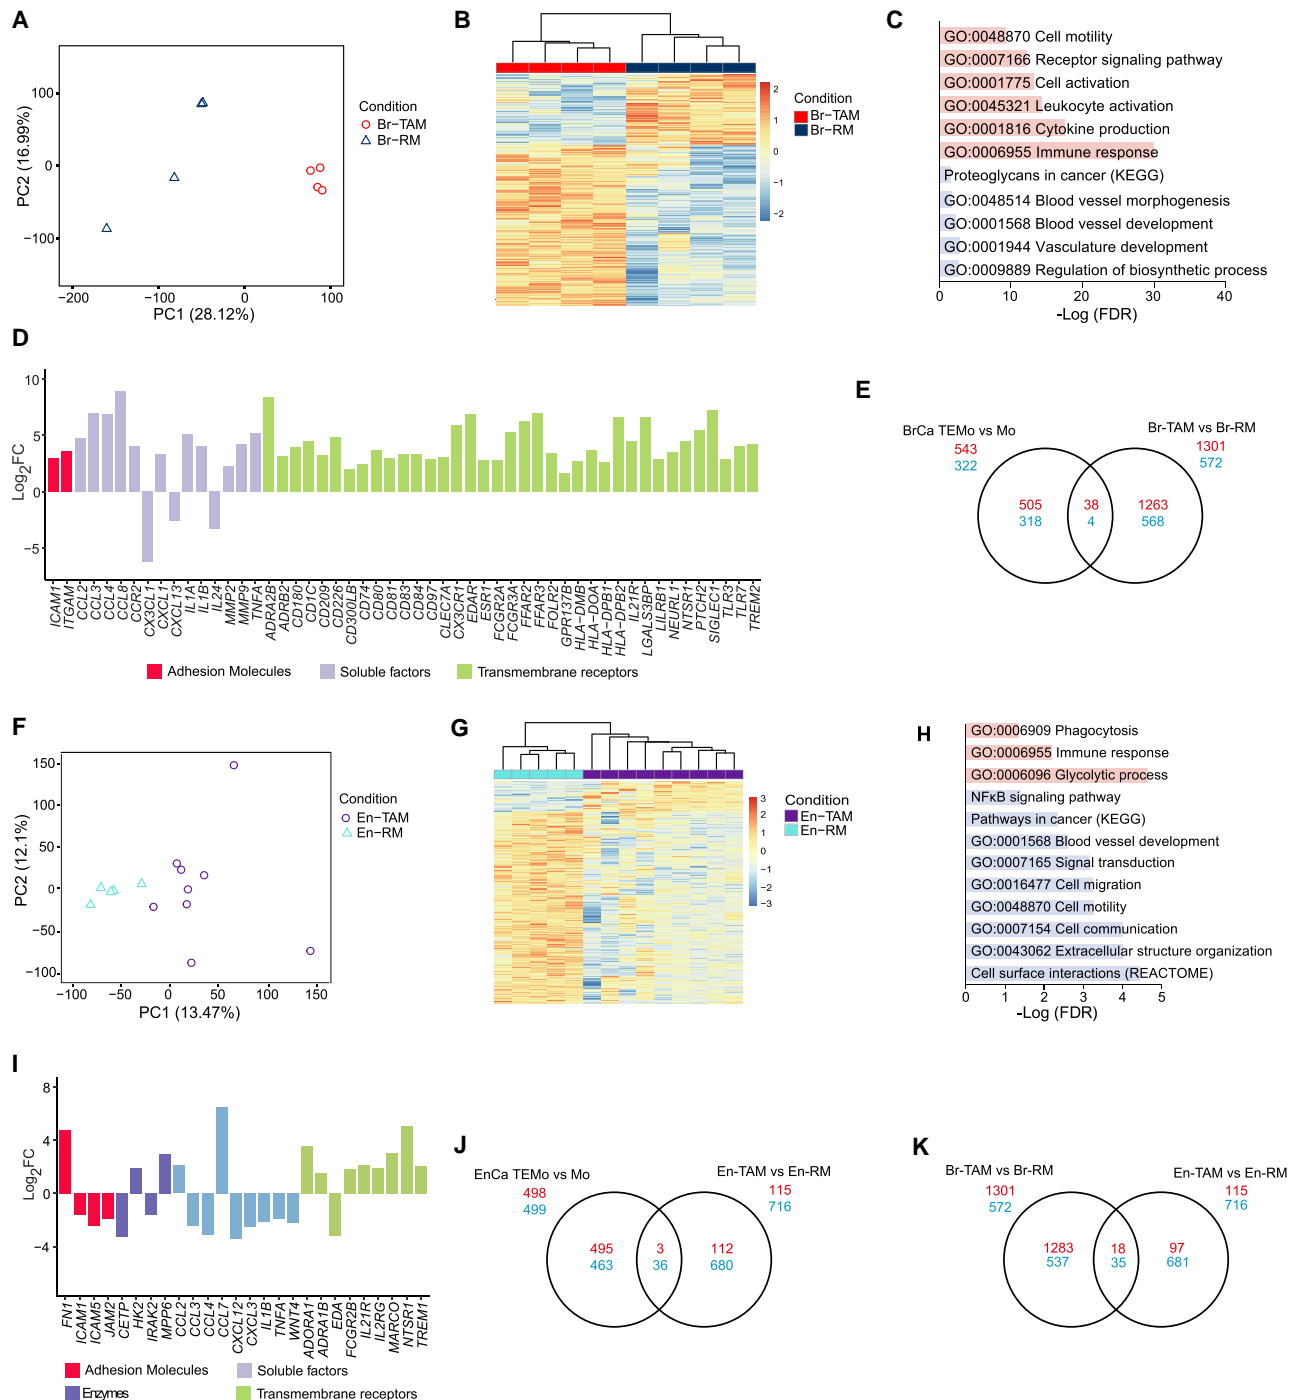 A
PC2 (16.99%)
100
0
−100
−200
−100
0
100
PC1 (28.12%)
Condition
Br−TAM
Br−RM
B
2
1
0
−1
−2
Condition
Br−TAM
Br−RM
C
GO:0048870 Cell motility
GO:0007166 Receptor signaling pathway
GO:0001775 Cell activation
GO:0045321 Leukocyte activation
GO:0001816 Cytokine production
GO:0006955 Immune response
Proteoglycans in cancer (KEGG)
GO:0048514 Blood vessel morphogenesis
GO:0001568 Blood vessel development
GO:0001944 Vasculature development
GO:0009889 Regulation of biosynthetic process
0 10 20 30 40
-Log (FDR)
D
Log2FC
10
5
0
−5
ICAM1
ITGAM1
CCL2
CCL3
CCL4
CCL8
CCR2
CX3CL1
CXCL1
CXCL13
IL1A
IL1B
IL24
MMP2
MMP9
TNFA
ADRA2B
ADRB2
CD180
CD1C
CD209
CD226
CD300LB
CD74
CD80
CD81
CD83
CD84
CD97
CLEC7A
CX3CR1
EDAR1
ESR1
FCGR2A
FCGR3A
FFAR2
FFAR3
FOLR2
GPR137B
HLA−DMB
HLA−DOA
HLA−DPB1
HLA−DPB2
IL21R
LGALS3BP
LILRB1
NEURL1
NTSR1
PTCH2
SIGLEC1
TLR3
TLR7
TREM2
Adhesion Molecules
Soluble factors
Transmembrane receptors
E
BrCa TEMo vs Mo
543
322
Br-TAM vs Br-RM
1301
572
505 38 1263
318 4 568
F
PC2 (12.1%)
150
100
50
0
−50
−100
−100 −50 0 50 100 150
PC1 (13.47%)
Condition
En−TAM
En−RM
G
3
2
1
0
−1
−2
−3
Condition
En−TAM
En−RM
H
GO:0006909 Phagocytosis
GO:0006955 Immune response
GO:0006096 Glycolytic process
NFκB signaling pathway
Pathways in cancer (KEGG)
GO:0001568 Blood vessel development
GO:0007165 Signal transduction
GO:0016477 Cell migration
GO:0048870 Cell motility
GO:0007154 Cell communication
GO:0043062 Extracellular structure organization
Cell surface interactions (REACTOME)
0 1 2 3 4 5
-Log (FDR)
I
Log2FC
8
4
0
−4
FN1
ICAM1
ICAM5
JAM2
CETP
HK2
IRAK2
MPP6
CCL2
CCL3
CCL4
CCL7
CXCL12
CXCL3
IL1B
TNFA
WNT4
ADORA1
ADRA1B
EDA
FCGR2B
IL21R
IL2RG
MARCO
NTSR1
TREM1
Adhesion Molecules
Soluble factors
Enzymes
Transmembrane receptors
J
EnCa TEMo vs Mo
498
499
En-TAM vs En-RM
115
716
495 3 112
463 36 680
K
Br-TAM vs Br-RM
1301
572
En-TAM vs En-RM
115
716
1283 18 97
537 35 681